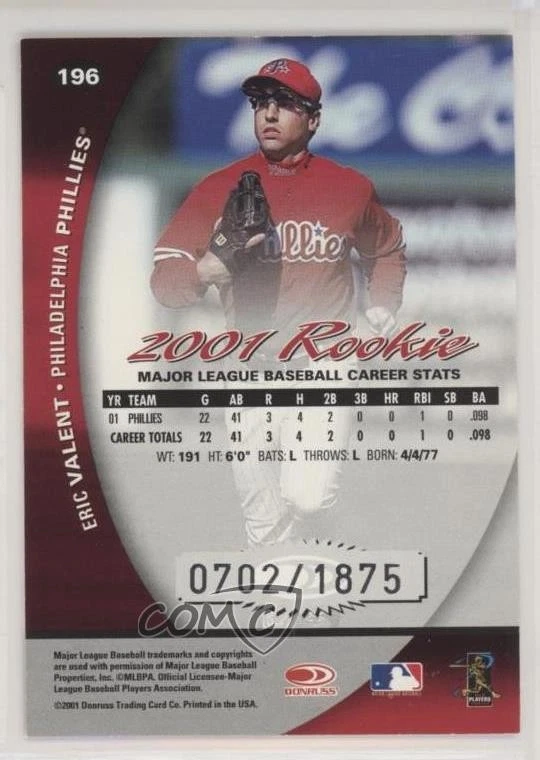 196
ERIC VALENT • PHILADELPHIA PHILLIES®
Phillies
2001 Rookie
MAJOR LEAGUE BASEBALL CAREER STATS
YR TEAM G AB R H 2B 3B HR RBI SB BA
01 PHILLIES 22 41 3 4 2 0 0 1 0 .098
CAREER TOTALS 22 41 3 4 2 0 0 1 0 .098
WT: 191 HT: 6'0" BATS: L THROWS: L BORN: 4/4/77
0702/1875
COMC
Major League Baseball trademarks and copyrights
are used with permission of Major League Baseball
Properties, Inc. ©MLBPA. Official Licensee-Major
League Baseball Players Association.
©2001 Donruss Trading Card Co. Printed in the USA.
DONRUSS
PLAYERS